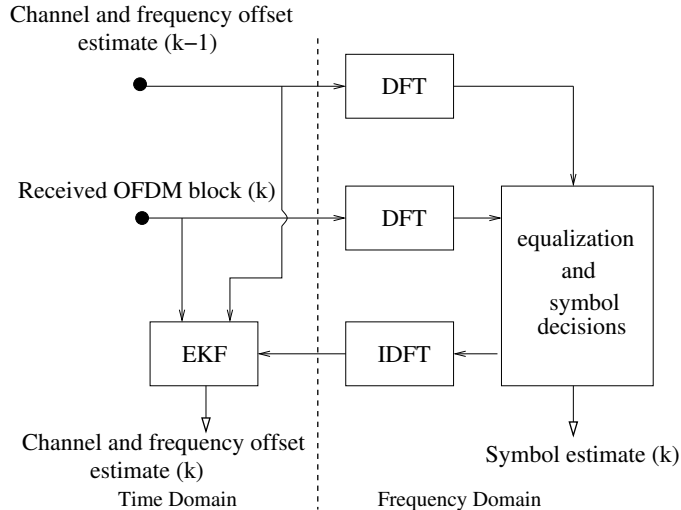 Channel and frequency offset
estimate (k−1)
DFT
Received OFDM block (k)
DFT
equalization
and
symbol
decisions
EKF
IDFT
Channel and frequency offset
estimate (k)
Symbol estimate (k)
Time Domain
Frequency Domain